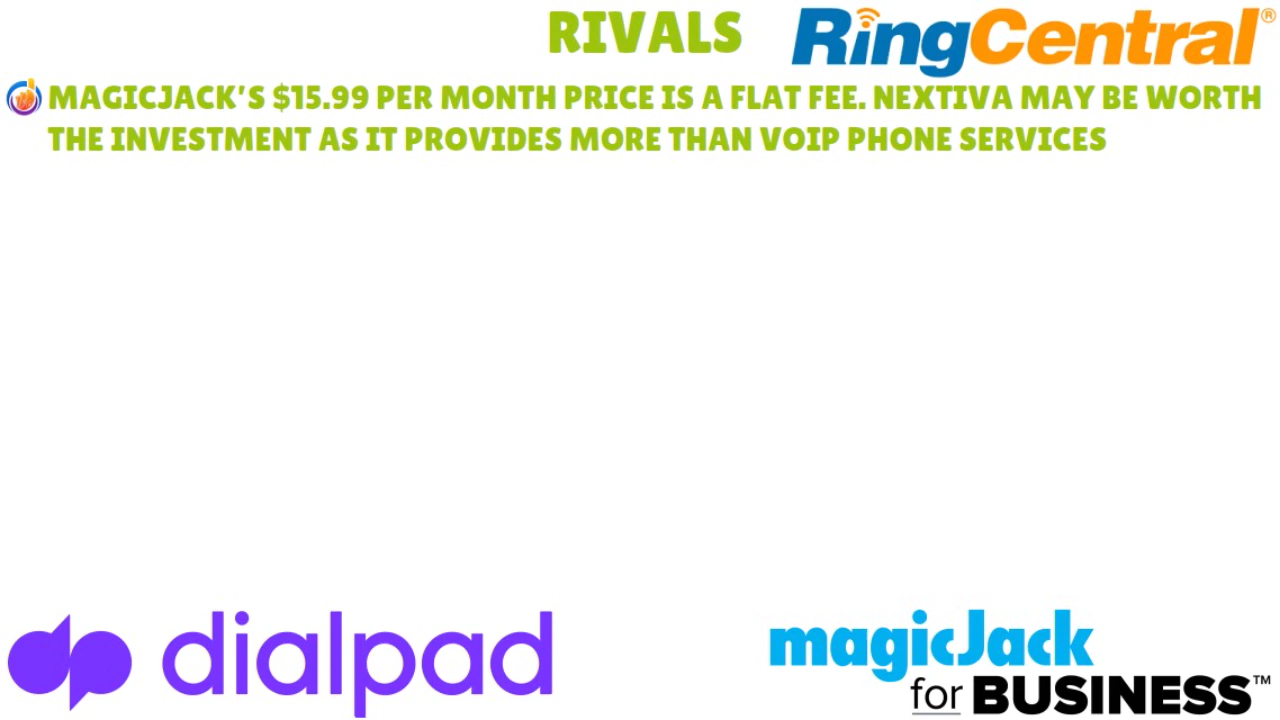 RIVALS
RingCentral®
MAGICJACK'S $15.99 PER MONTH PRICE IS A FLAT FEE. NEXTIVA MAY BE WORTH
THE INVESTMENT AS IT PROVIDES MORE THAN VOIP PHONE SERVICES
dialpad
magicJack
for BUSINESS™